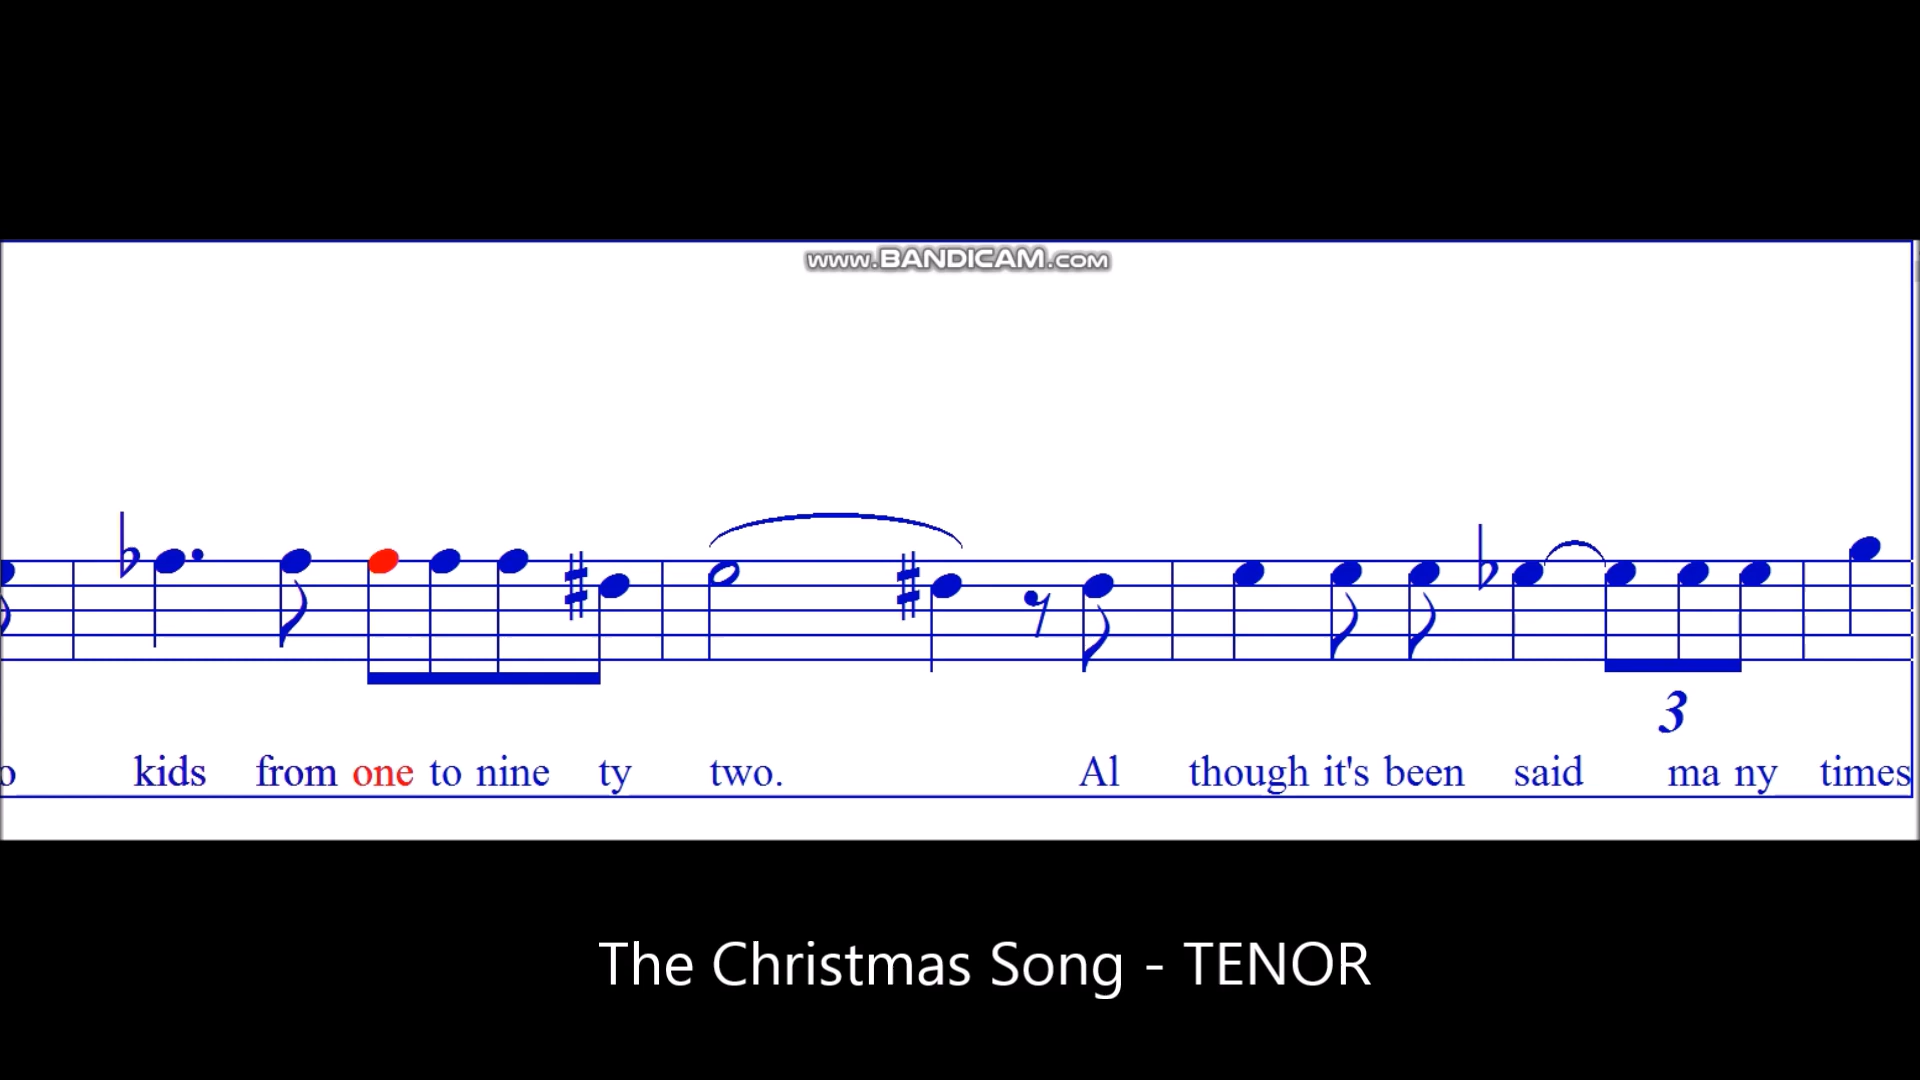 www.BANDICAM.COM
3
o kids from one to nine ty two. Al though it's been said ma ny times
The Christmas Song - TENOR